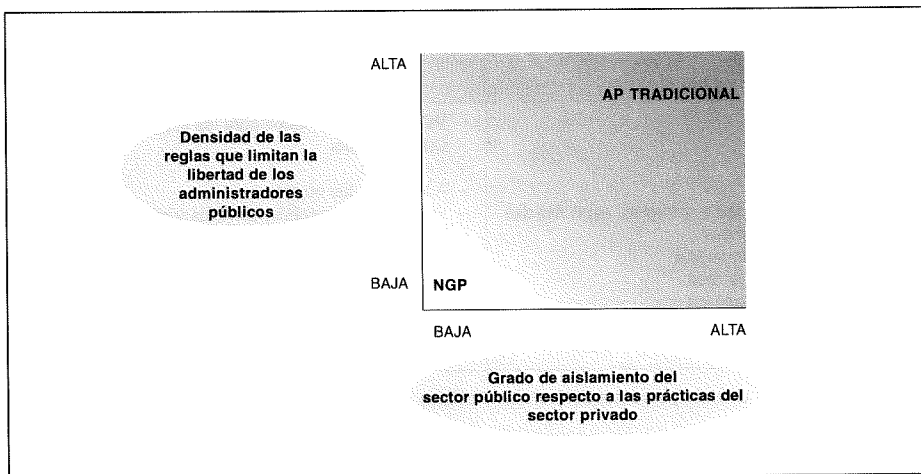 ALTA
AP TRADICIONAL
Densidad de las
reglas que limitan la
libertad de los
administradores
públicos
BAJA
NGP
BAJA
ALTA
Grado de aislamiento del
sector público respecto a las prácticas del
sector privado